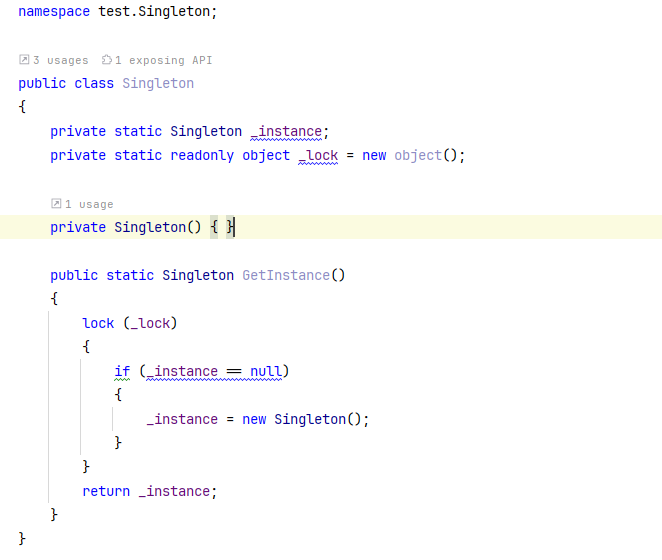 namespace test.Singleton;
3 usages 1 exposing API
public class Singleton
{
    private static Singleton _instance;
    private static readonly object _lock = new object();
    1 usage
    private Singleton() { }
    public static Singleton GetInstance()
    {
        lock (_lock)
        {
            if (_instance == null)
            {
                _instance = new Singleton();
            }
        }
        return _instance;
    }
}